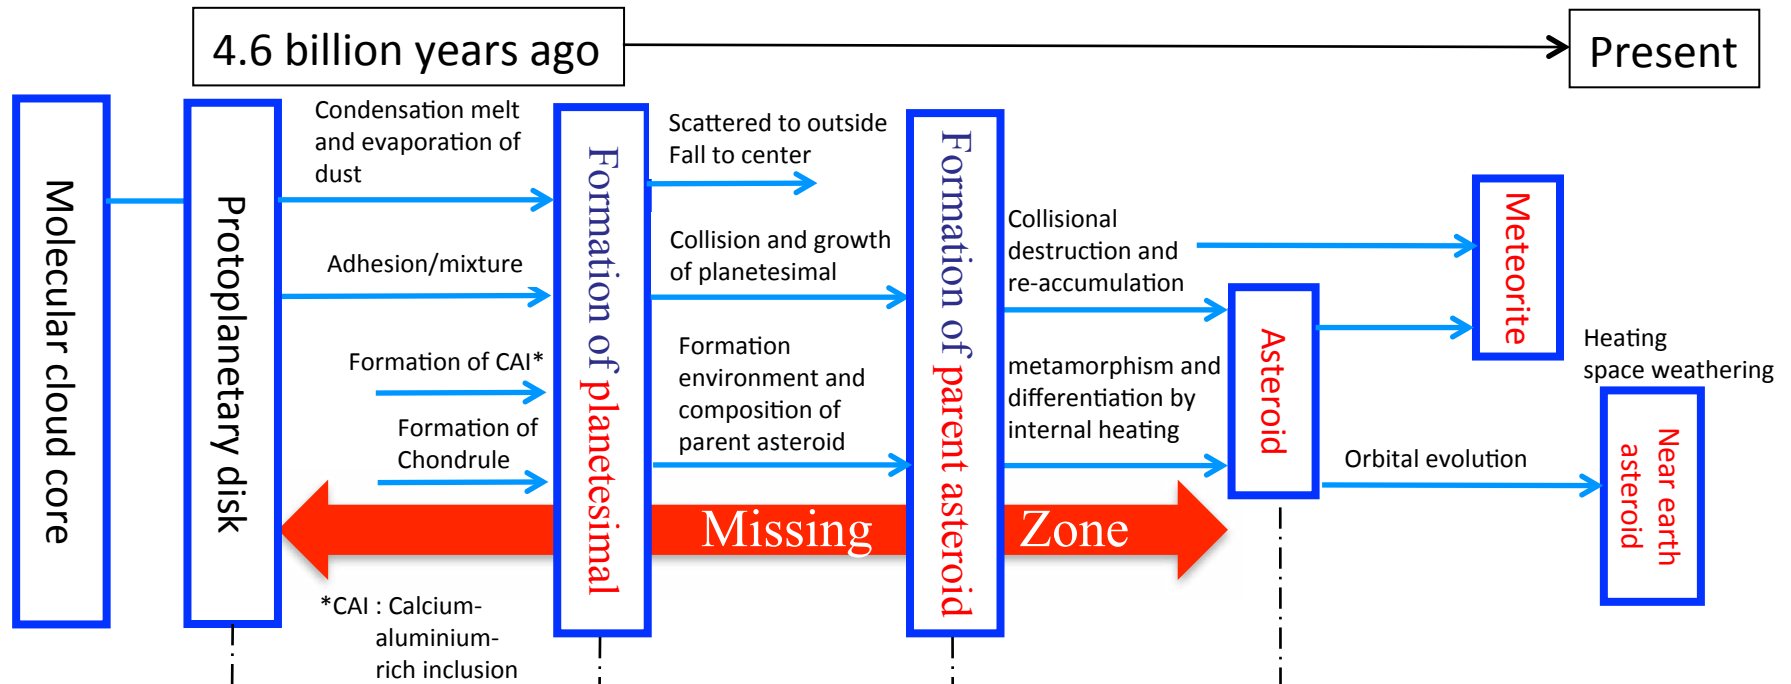 4.6 billion years ago
Present
Molecular cloud core
Protoplanetary disk
Condensation melt
and evaporation of
dust
Adhesion/mixture
Formation of CAI*
Formation of
Chondrule
*CAI : Calcium-
aluminium-
rich inclusion
Formation of planetesimal
Scattered to outside
Fall to center
Collision and growth
of planetesimal
Formation
environment and
composition of
parent asteroid
Missing Zone
Formation of parent asteroid
Collisional
destruction and
re-accumulation
metamorphism and
differentiation by
internal heating
Asteroid
Meteorite
Orbital evolution
Heating
space weathering
Near earth
asteroid